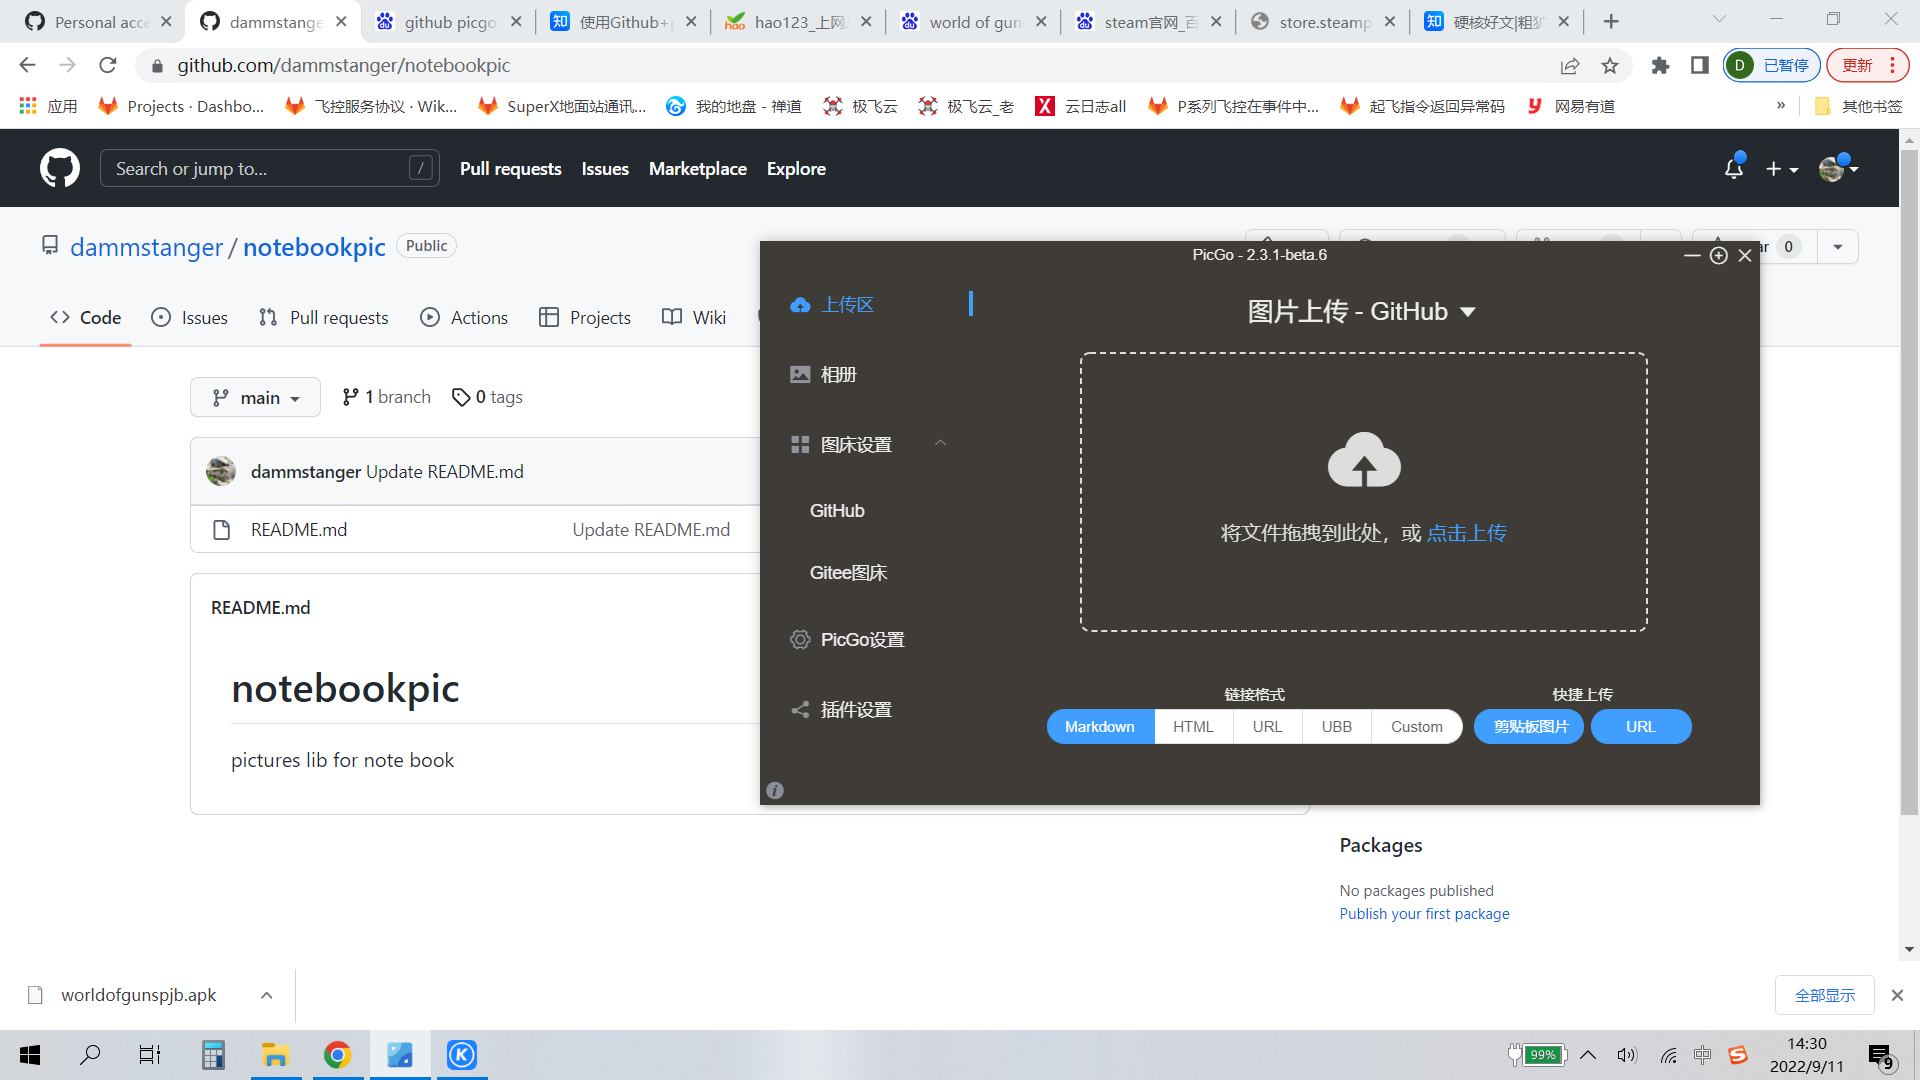 Personal acce
dammstange
github picgo
使用Github+p
hao123_上网
world of gun
steam官网_百
store.steamp
硬核好文|粗犷
github.com/dammstanger/notebookpic
D 已暂停
更新
应用
Projects · Dashbo...
飞控服务协议 · Wik...
SuperX地面站通讯...
我的地盘 - 禅道
极飞云
极飞云_老
云日志all
P系列飞控在事件中...
起飞指令返回异常码
网易有道
»
其他书签
Search or jump to...
/
Pull requests
Issues
Marketplace
Explore
dammstanger / notebookpic
Public
ar 0
Code
Issues
Pull requests
Actions
Projects
Wiki
main
1 branch
0 tags
dammstanger Update README.md
README.md
Update README.md
README.md
notebookpic
pictures lib for note book
PicGo - 2.3.1-beta.6
上传区
相册
图床设置
GitHub
Gitee图床
PicGo设置
插件设置
图片上传 - GitHub
将文件拖拽到此处，或 点击上传
链接格式
快捷上传
Markdown
HTML
URL
UBB
Custom
剪贴板图片
URL
Packages
No packages published
Publish your first package
worldofgunspjb.apk
全部显示
99%
中
14:30
2022/9/11
9